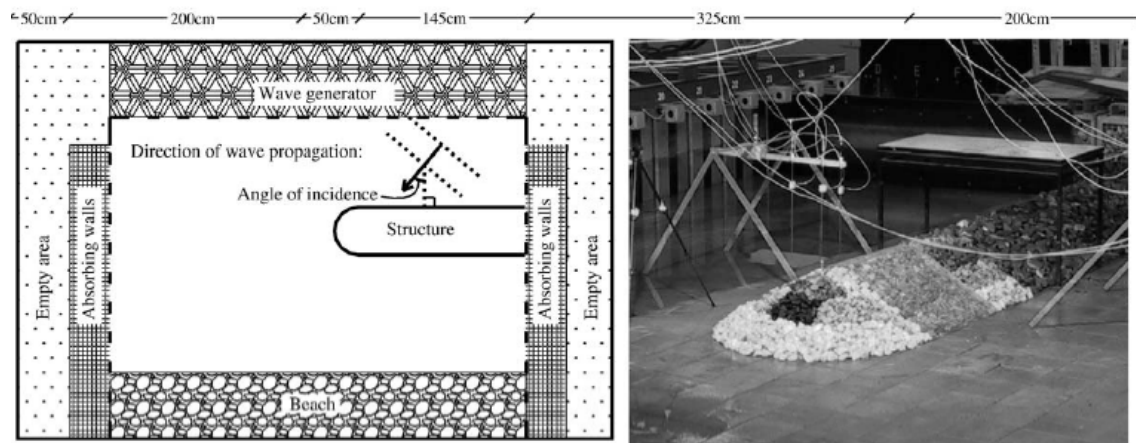 50cm 200cm 50cm 145cm 325cm 200cm
Wave generator
Direction of wave propagation:
Angle of incidence
Structure
Empty area
Absorbing walls
Absorbing walls
Empty area
Beach
D E F